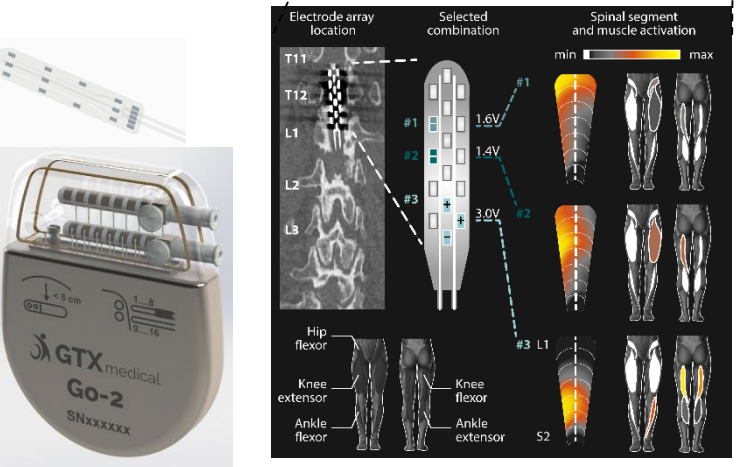 < 5 cm
1....8
9...16
GTX medical
Go-2
SNxxxxxx
Electrode array
location
Selected
combination
Spinal segment
and muscle activation
min
max
T11
T12
L1
L2
L3
#1
#2
#3
1.6V
1.4V
3.0V
+
+
–
#1
#2
#3
L1
S2
Hip
flexor
Knee
extensor
Ankle
flexor
Knee
flexor
Ankle
extensor